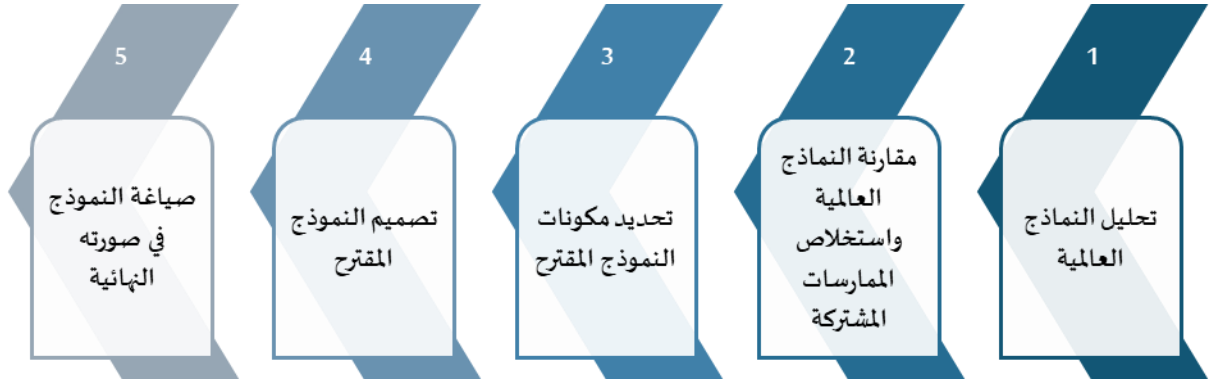 1
تحليل النماذج
العالمية
2
مقارنة النماذج
العالمية
واستخلاص
الممارسات
المشتركة
3
تحديد مكونات
النموذج المقترح
4
تصميم النموذج
المقترح
5
صياغة النموذج
في صورته
النهائية